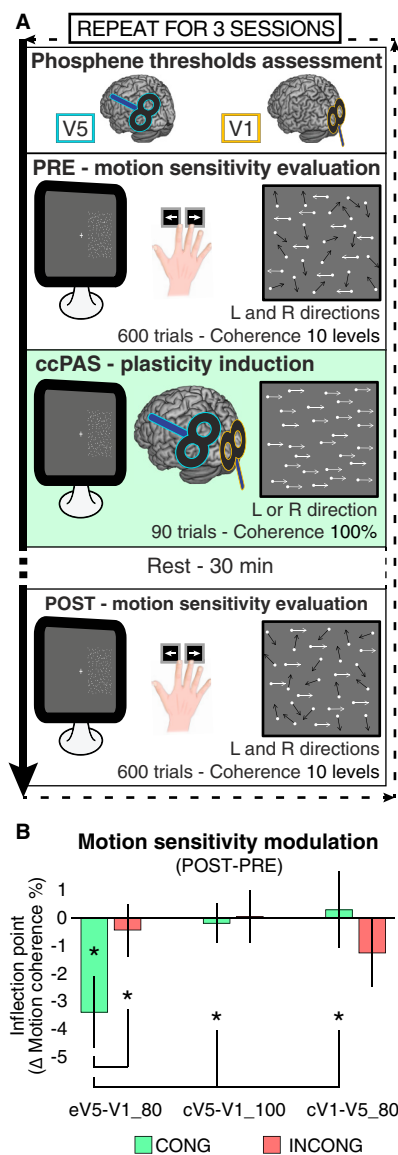 A
REPEAT FOR 3 SESSIONS
Phosphene thresholds assessment
V5
V1
PRE - motion sensitivity evaluation
L and R directions
600 trials - Coherence 10 levels
ccPAS - plasticity induction
L or R direction
90 trials - Coherence 100%
Rest - 30 min
POST - motion sensitivity evaluation
L and R directions
600 trials - Coherence 10 levels
B
Motion sensitivity modulation
(POST-PRE)
Inflection point
(Δ Motion coherence %)
1
0
-1
-2
-3
-4
-5
*
*
*
*
eV5-V1_80
cV5-V1_100
cV1-V5_80
CONG
INCONG